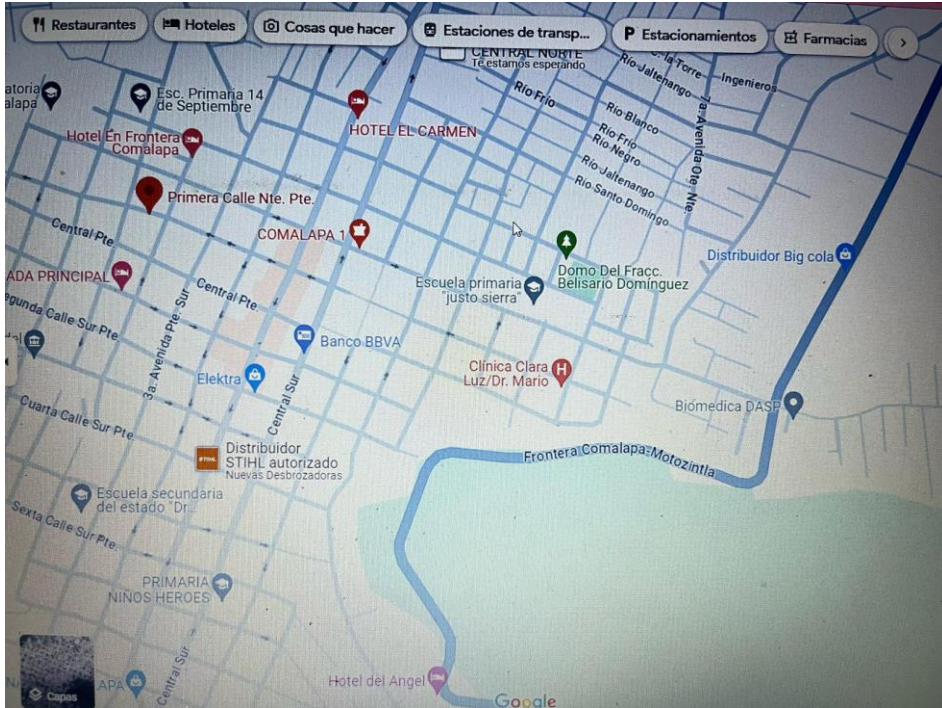 Restaurantes
Hoteles
Cosas que hacer
Estaciones de transp...
Estacionamientos
Farmacias
CENTRAL NORTE
Te estamos esperando
Ingenieros
Río Jaltenango
7a. Avenida Ote. Nte.
Esc. Primaria 14
de Septiembre
Río Frío
Río Blanco
Río Frío
Río Negro
Río Jaltenango
Río Santo Domingo
HOTEL EL CARMEN
Hotel En Frontera
Comalapa
Primera Calle Nte. Pte.
Central Pte.
COMALAPA 1
Distribuidor Big cola
Domo Del Fracc.
Belisario Domínguez
ADA PRINCIPAL
Central Pte.
Escuela primaria
"justo sierra"
egunda Calle Sur Pte.
3a. Avenida Pte. Sur
Banco BBVA
Elektra
Central Sur
Clínica Clara
Luz/Dr. Mario
Biomedica DASP
Cuarta Calle Sur Pte.
STIHL
Distribuidor
STIHL autorizado
Nuevas Desbrozadoras
Frontera Comalapa-Motozintla
Escuela secundaria
del estado "Dr...
Sexta Calle Sur Pte.
PRIMARIA
NIÑOS HEROES
Central Sur
Hotel del Angel
Capas
APA
Google